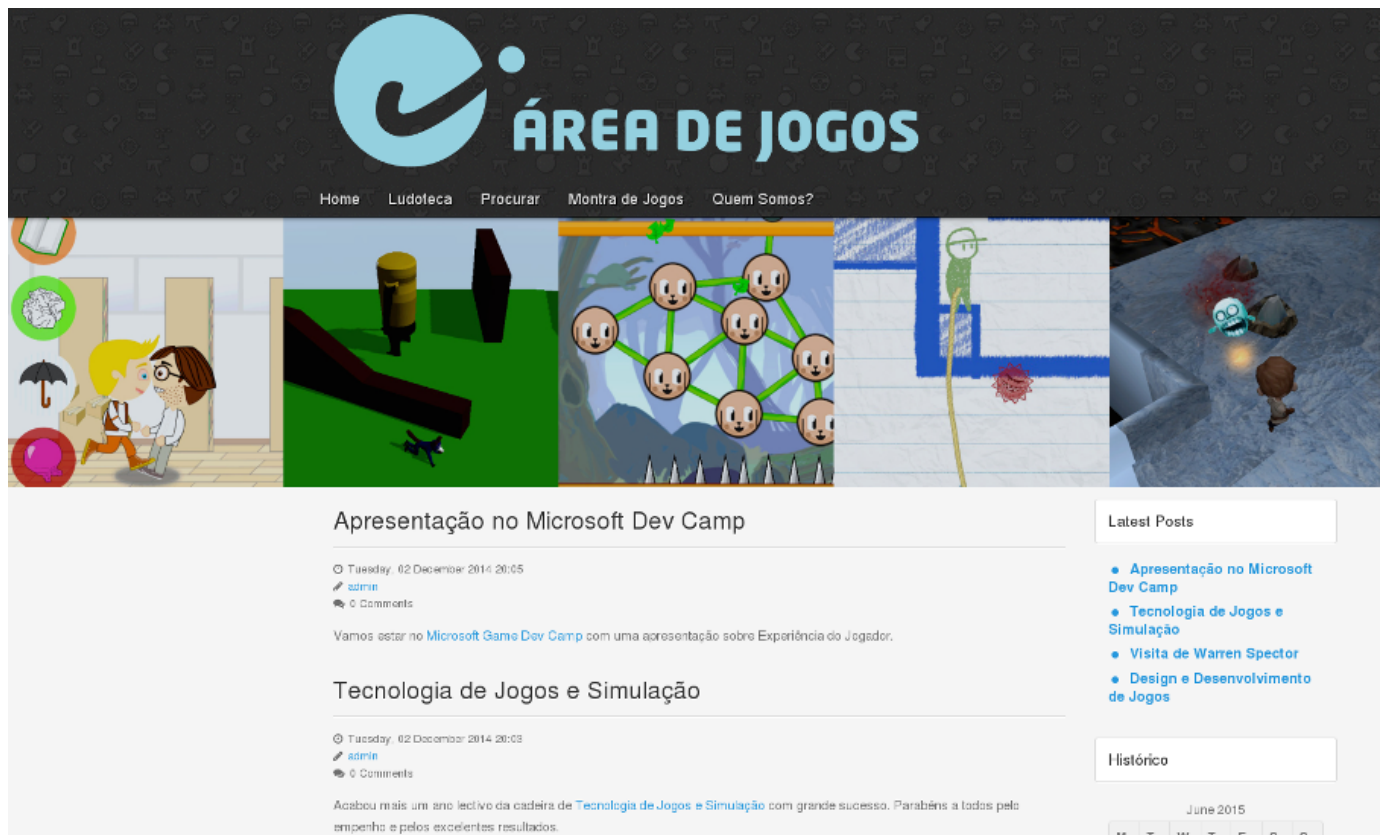 ÁREA DE JOGOS
Home Ludoteca Procurar Montra de Jogos Quem Somos?
Apresentação no Microsoft Dev Camp
Tuesday, 02 December 2014 20:05
admin
0 Comments
Vamos estar no Microsoft Game Dev Camp com uma apresentação sobre Experiência do Jogador.
Tecnologia de Jogos e Simulação
Tuesday, 02 December 2014 20:03
admin
0 Comments
Acabou mais um ano lectivo da cadeira de Tecnologia de Jogos e Simulação com grande sucesso. Parabéns a todos pelo
empenho e pelos excelentes resultados.
Latest Posts
Apresentação no Microsoft
Dev Camp
Tecnologia de Jogos e
Simulação
Visita de Warren Spector
Design e Desenvolvimento
de Jogos
Histórico
June 2015